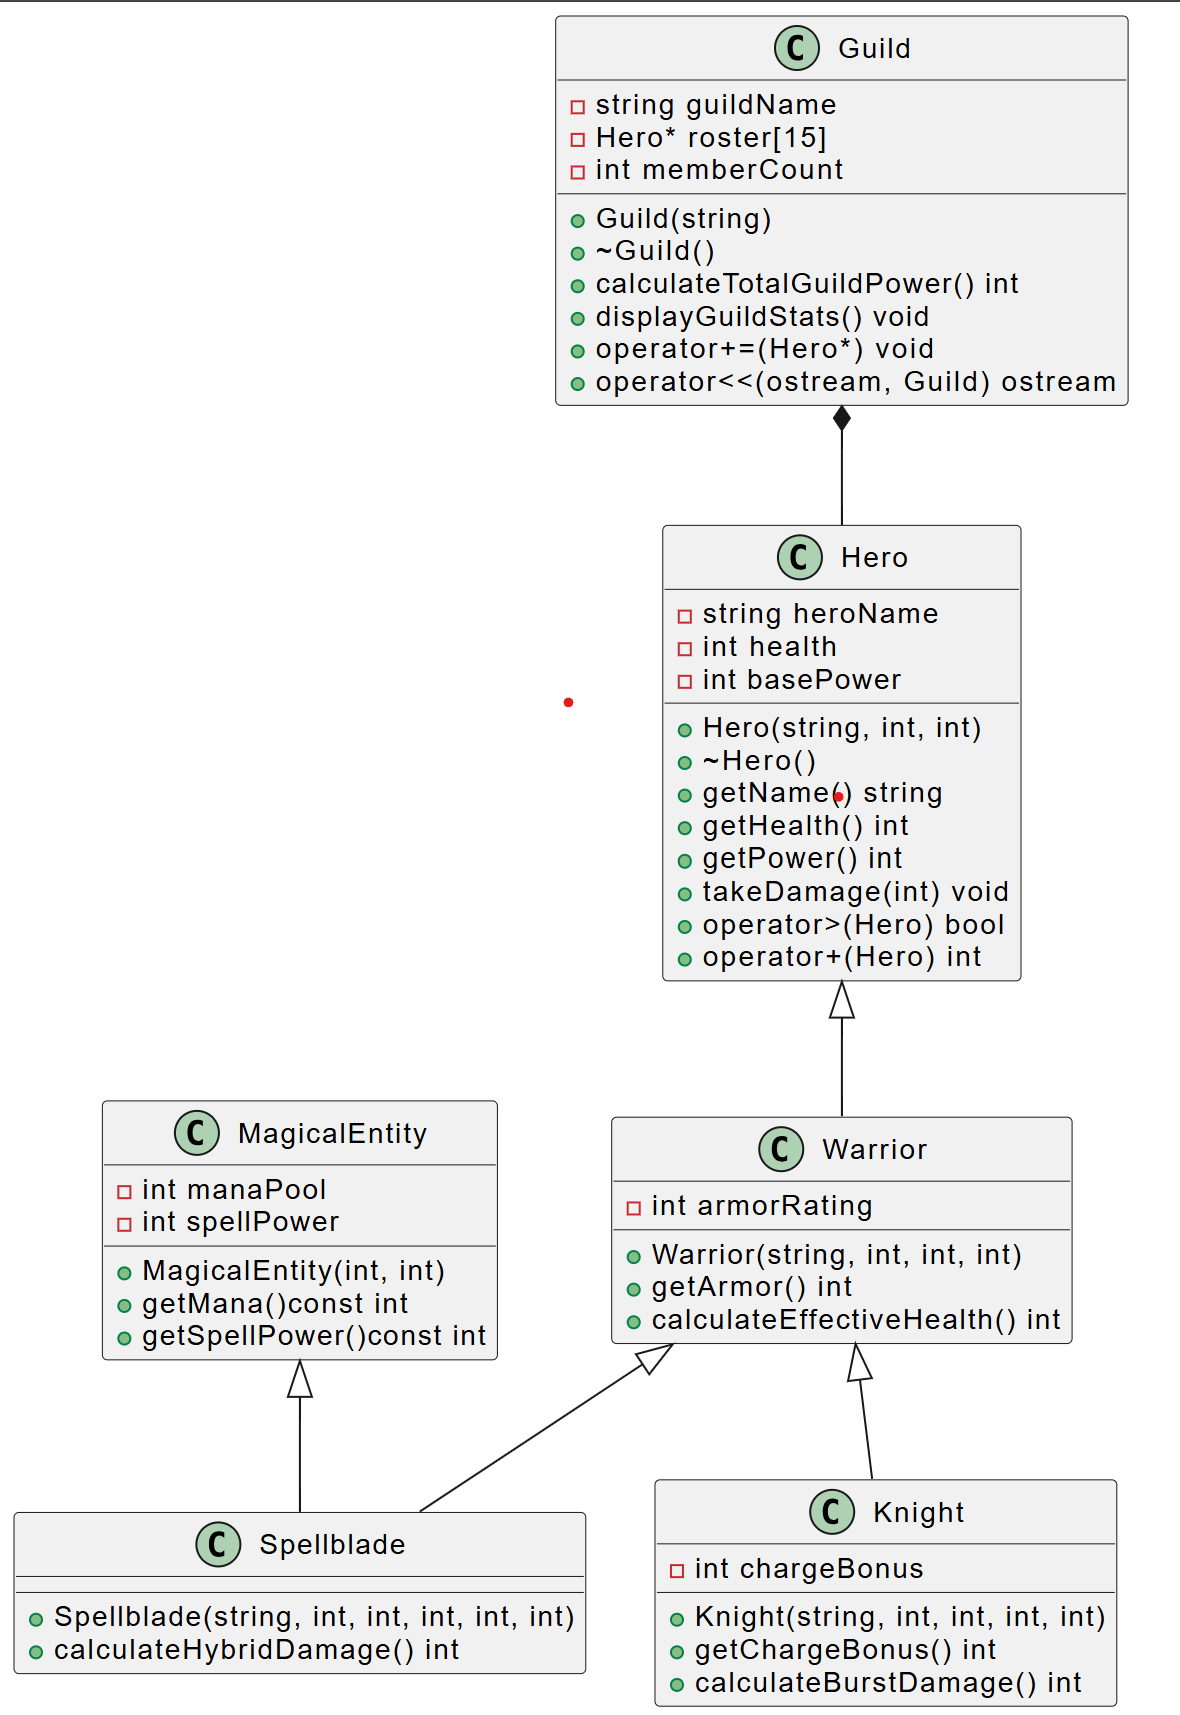 C Guild
string guildName
Hero* roster[15]
int memberCount
Guild(string)
~Guild()
calculateTotalGuildPower() int
displayGuildStats() void
operator+=(Hero*) void
operator<<(ostream, Guild) ostream
C Hero
string heroName
int health
int basePower
Hero(string, int, int)
~Hero()
getName() string
getHealth() int
getPower() int
takeDamage(int) void
operator>(Hero) bool
operator+(Hero) int
C MagicalEntity
int manaPool
int spellPower
MagicalEntity(int, int)
getMana()const int
getSpellPower()const int
C Warrior
int armorRating
Warrior(string, int, int, int)
getArmor() int
calculateEffectiveHealth() int
C Spellblade
Spellblade(string, int, int, int, int, int)
calculateHybridDamage() int
C Knight
int chargeBonus
Knight(string, int, int, int, int)
getChargeBonus() int
calculateBurstDamage() int